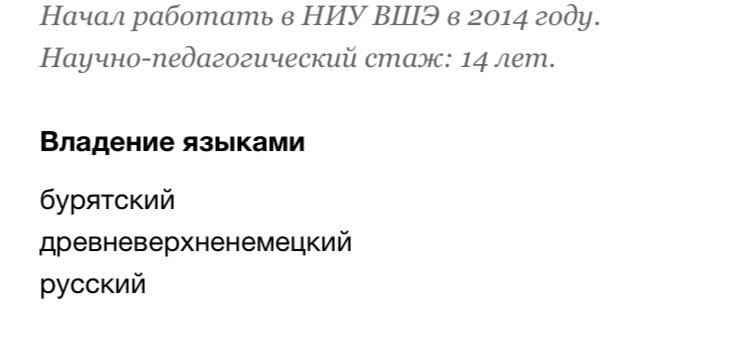 Начал работать в НИУ ВШЭ в 2014 году.
Научно-педагогический стаж: 14 лет.
Владение языками
бурятский
древневерхненемецкий
русский